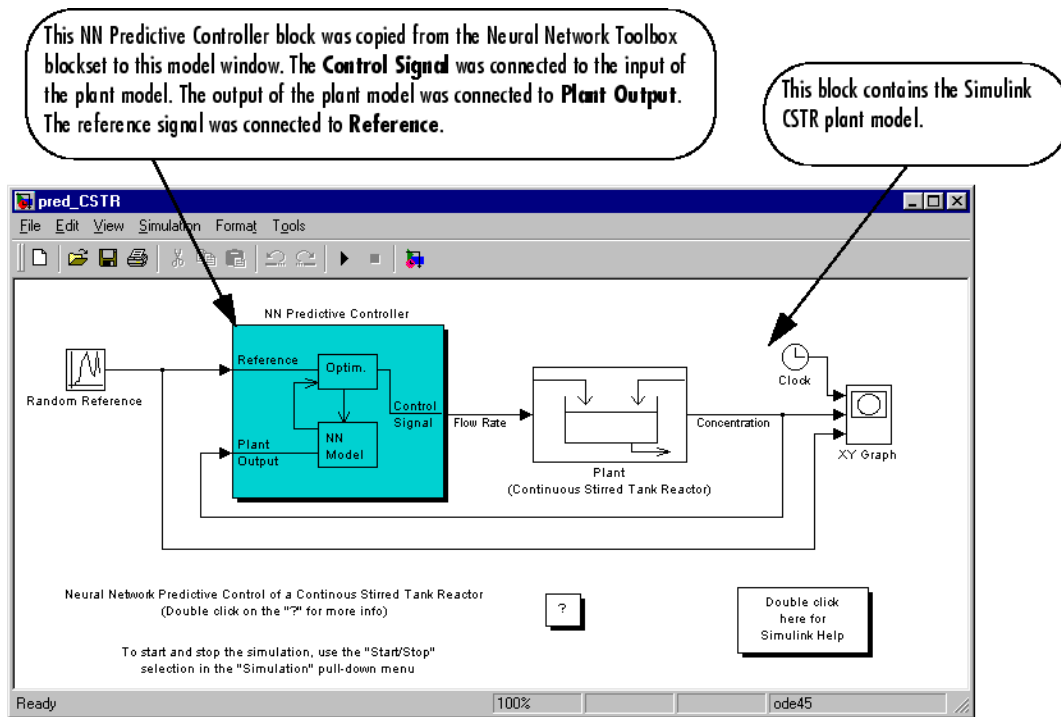 This NN Predictive Controller block was copied from the Neural Network Toolbox
blockset to this model window. The Control Signal was connected to the input of
the plant model. The output of the plant model was connected to Plant Output.
The reference signal was connected to Reference.
This block contains the Simulink
CSTR plant model.
pred_CSTR
File Edit View Simulation Format Tools
NN Predictive Controller
Random Reference
Reference
Optim.
Control
Signal
Plant
Output
NN
Model
Flow Rate
Plant
(Continuous Stirred Tank Reactor)
Concentration
Clock
XY Graph
Neural Network Predictive Control of a Continous Stirred Tank Reactor
(Double click on the "?" for more info)
?
Double click
here for
Simulink Help
To start and stop the simulation, use the "Start/Stop"
selection in the "Simulation" pull-down menu
Ready
100%
ode45